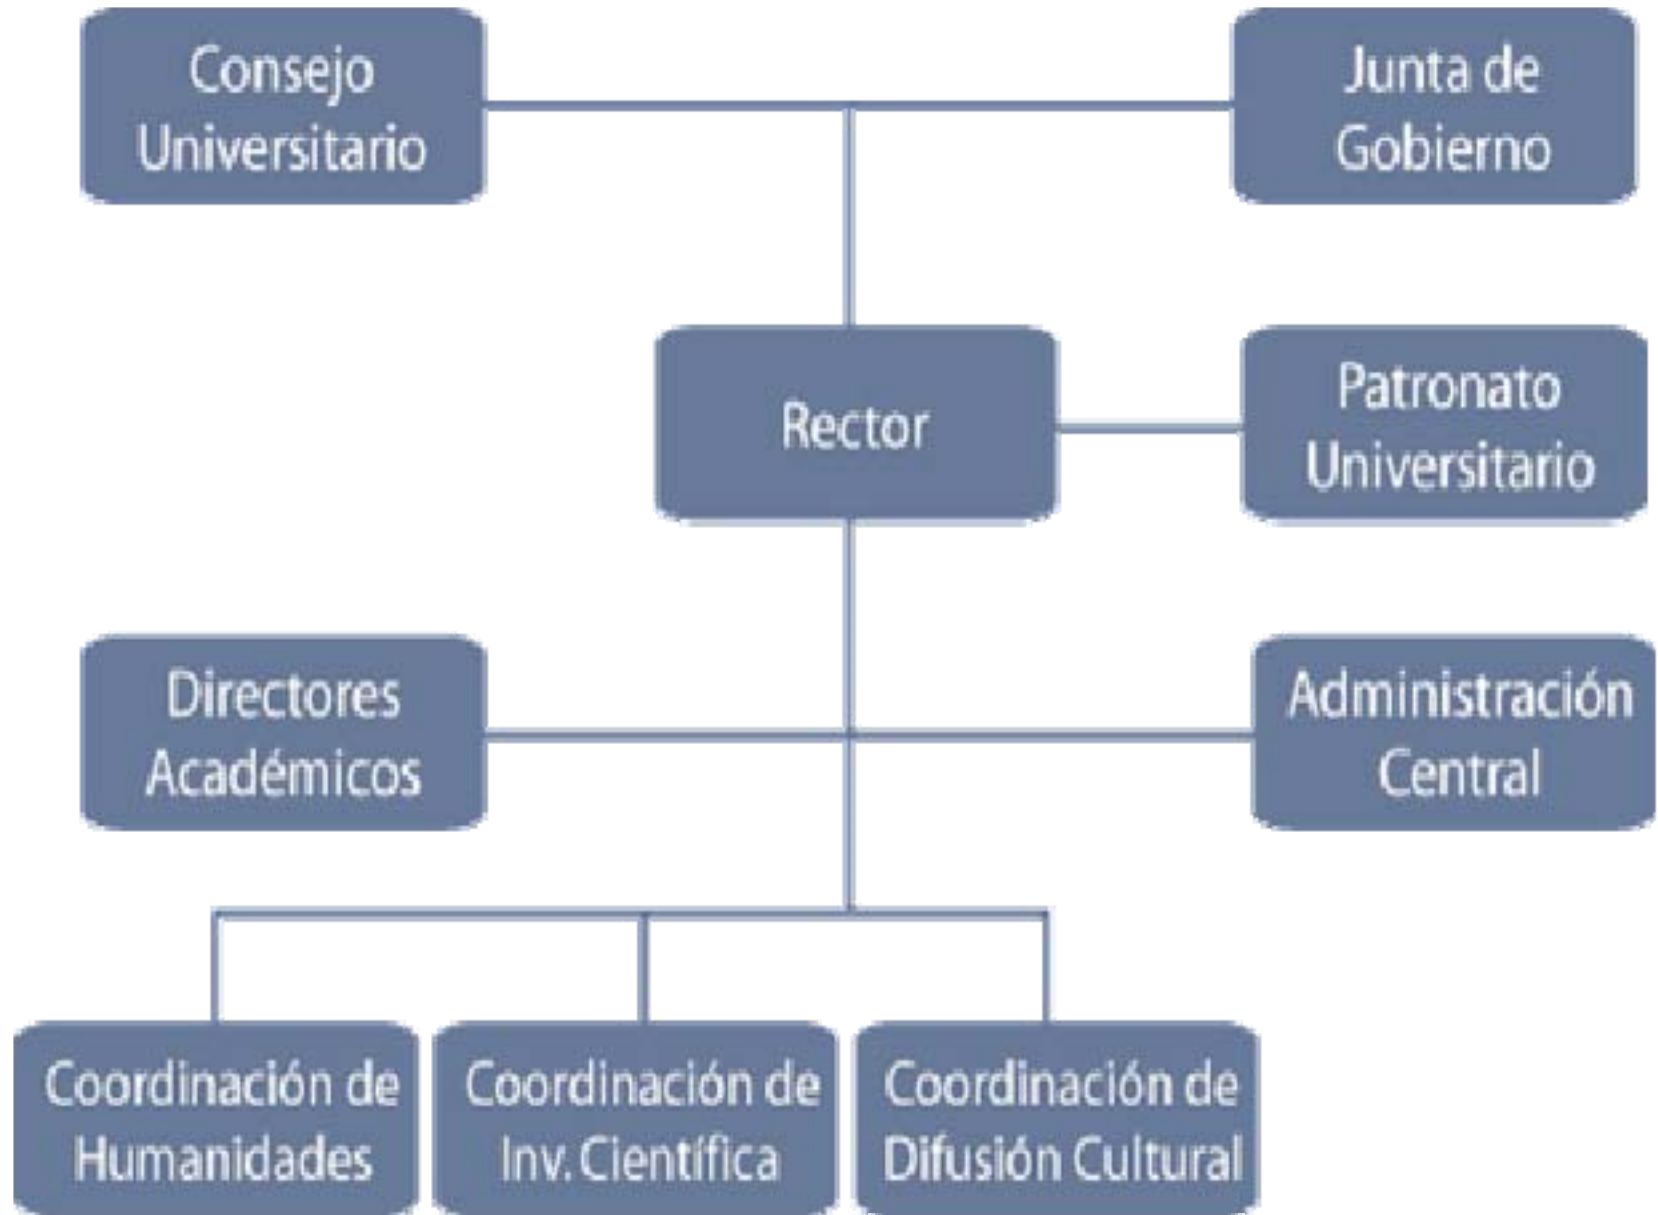 Consejo
Universitario
Junta de
Gobierno
Rector
Patronato
Universitario
Directores
Académicos
Administración
Central
Coordinación de
Humanidades
Coordinación de
Inv. Científica
Coordinación de
Difusión Cultural